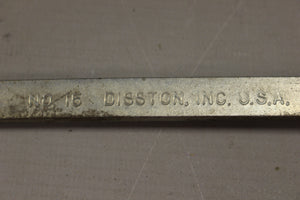 NO. 15 DISSTON, INC. U.S.A.